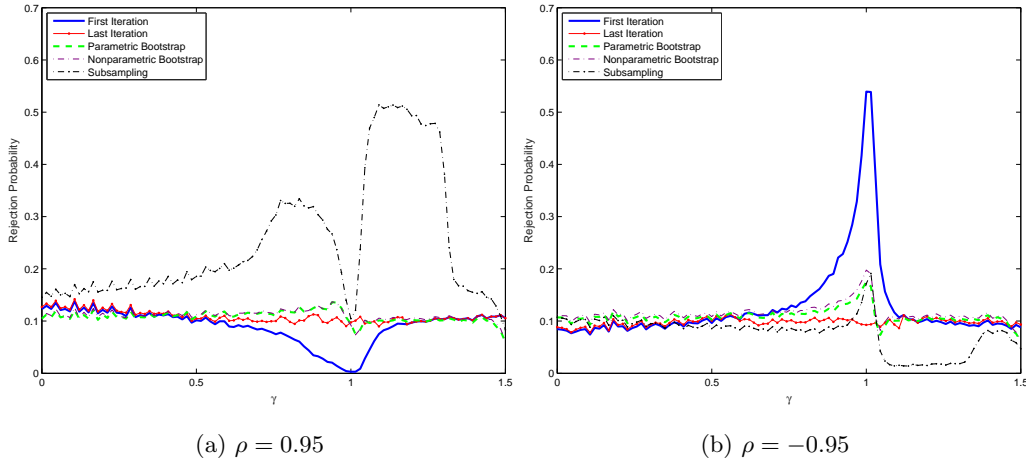 0.7
First Iteration
Last Iteration
Parametric Bootstrap
Nonparametric Bootstrap
Subsampling
0.6
0.5
0.4
0.3
0.2
0.1
0
Rejection Probability
0 0.5 1 1.5
γ
(a) ρ = 0.95
0.7
First Iteration
Last Iteration
Parametric Bootstrap
Nonparametric Bootstrap
Subsampling
0.6
0.5
0.4
0.3
0.2
0.1
0
Rejection Probability
0 0.5 1 1.5
γ
(b) ρ = −0.95